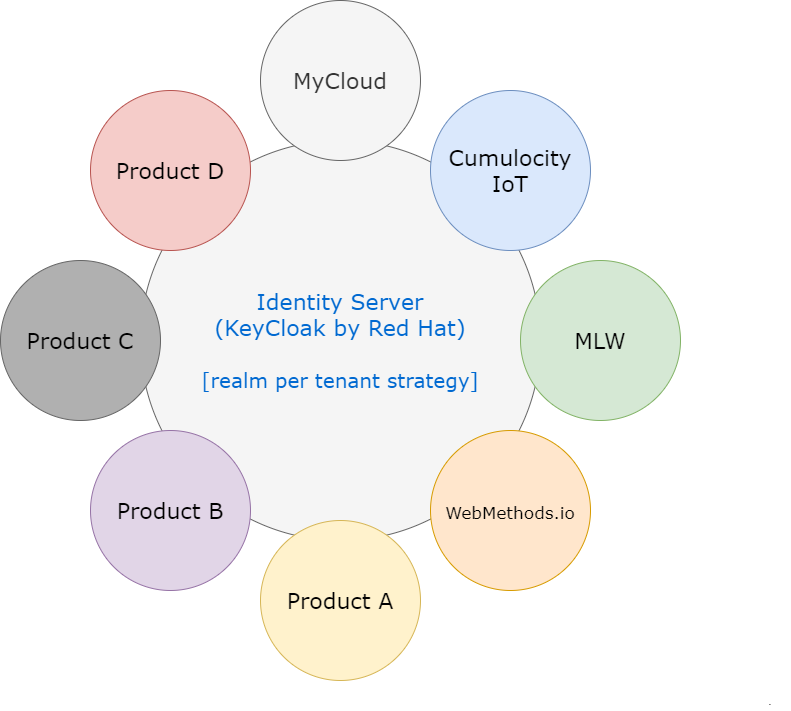 MyCloud
Product D
Cumulocity
IoT
Identity Server
(KeyCloak by Red Hat)
[realm per tenant strategy]
Product C
MLW
Product B
WebMethods.io
Product A